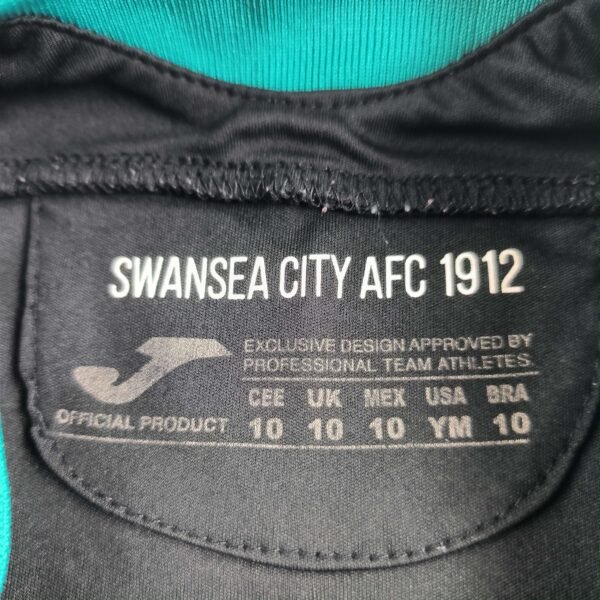 SWANSEA CITY AFC 1912
EXCLUSIVE DESIGN APPROVED BY
PROFESSIONAL TEAM ATHLETES.
CEE UK MEX USA BRA
OFFICIAL PRODUCT 10 10 10 YM 10